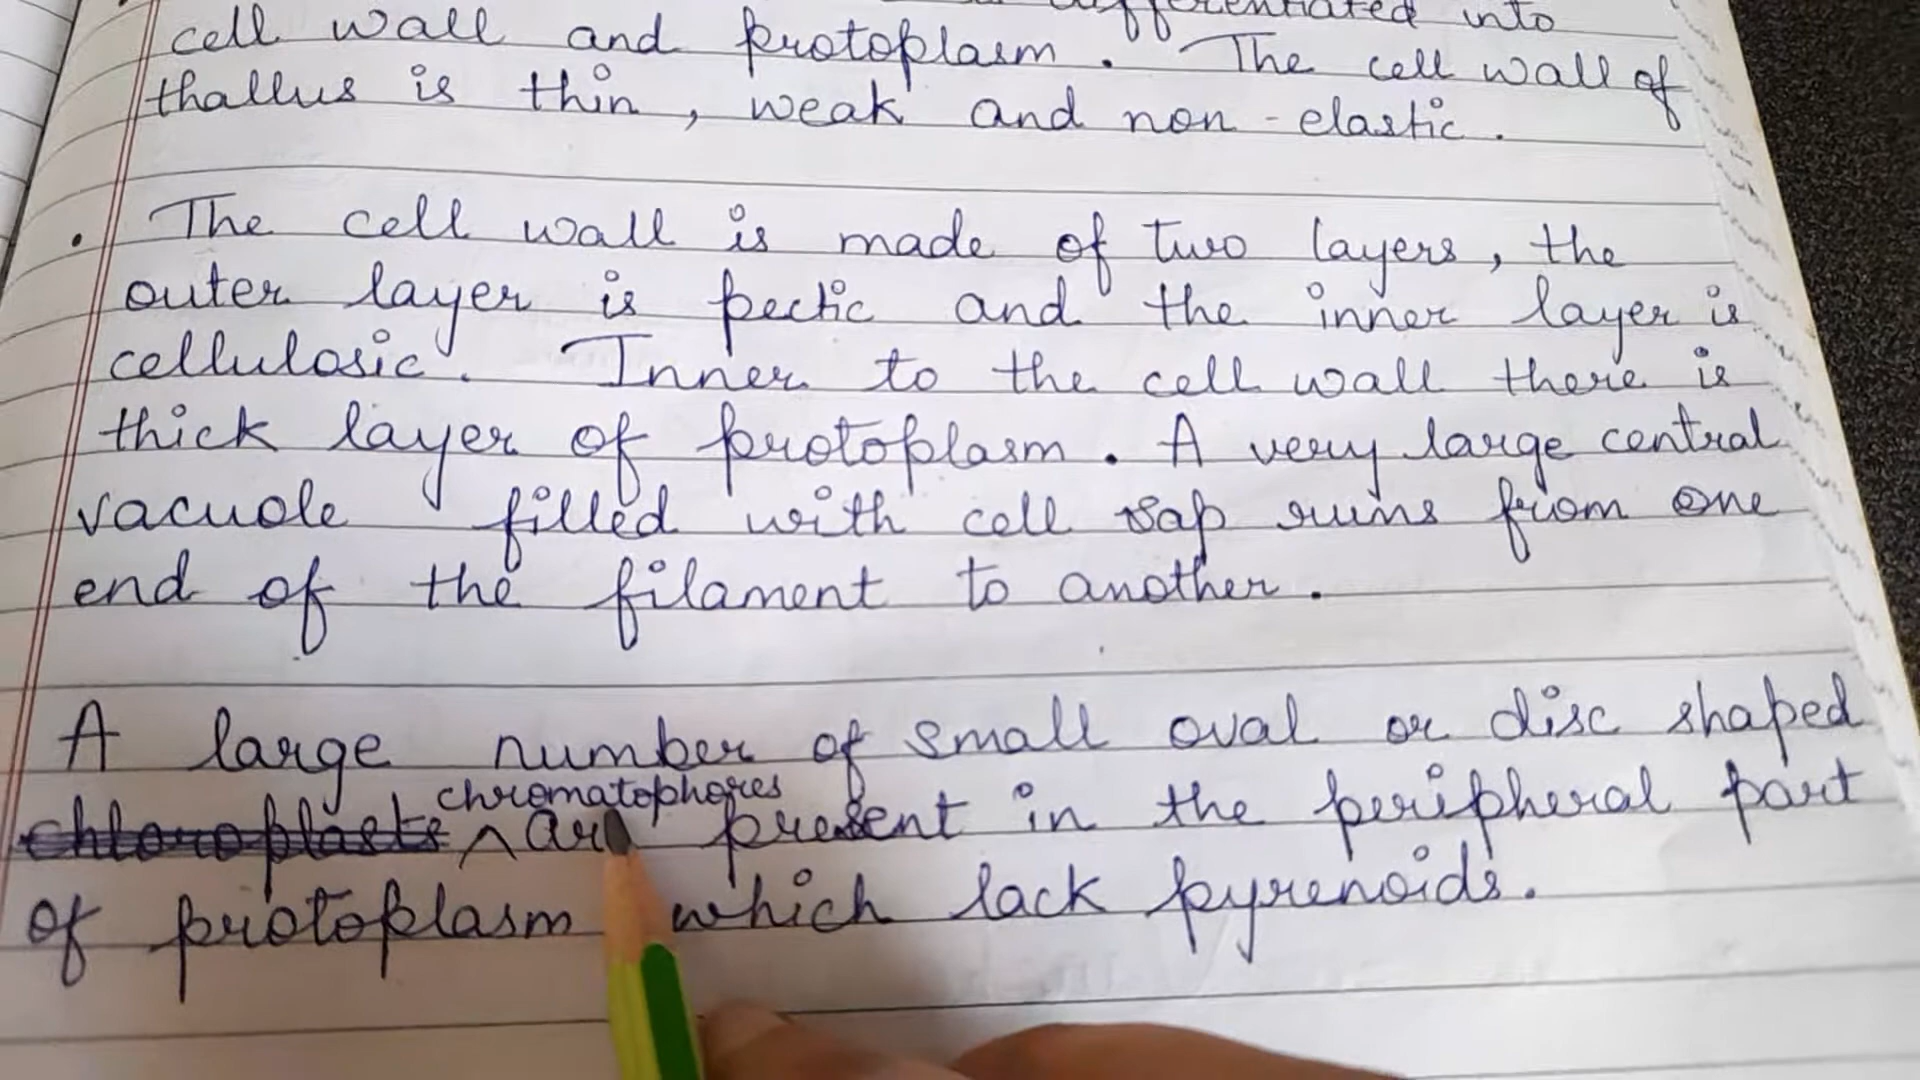 differentiated into
cell wall and protoplasm. The cell wall of
thallus is thin, weak and non-elastic.
• The cell wall is made of two layers, the
outer layer is pectic and the inner layer is
cellulosic. Inner to the cell wall there is
thick layer of protoplasm. A very large central
vacuole filled with cell sap runs from one
end of the filament to another.
A large number of small oval or disc shaped
chromatophores
chloroplasts ^ are present in the peripheral part
of protoplasm which lack pyrenoids.